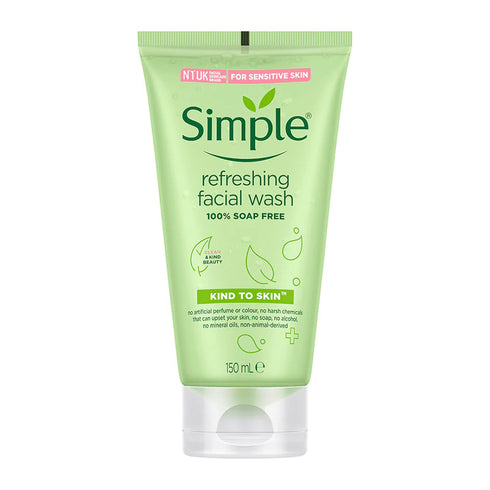 NTUK FOR SENSITIVE SKIN
Simple®
refreshing
facial wash
100% SOAP FREE
CLEAN
& KIND
BEAUTY
KIND TO SKIN™
no artificial perfume or colour, no harsh chemicals
that can upset your skin, no soap, no alcohol,
no mineral oils, non-animal-derived
150 mL℮